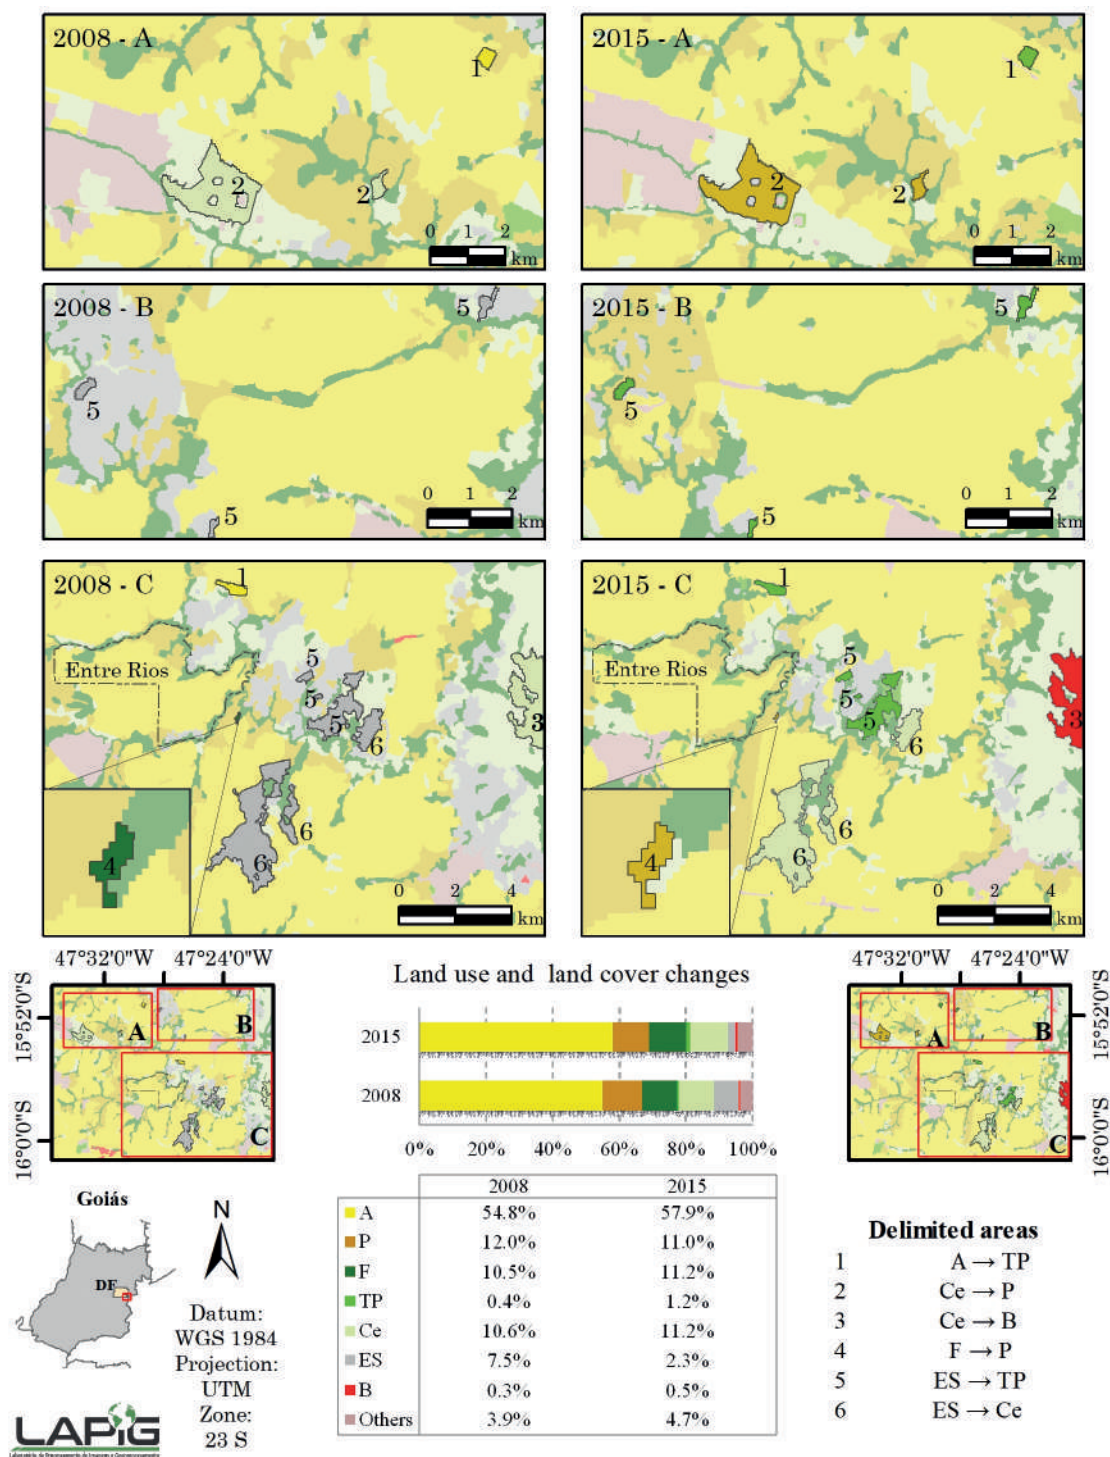 2008 - A
1
2
2
0 1 2
km
2015 - A
1
2
2
0 1 2
km
2008 - B
5
5
5
0 1 2
km
2015 - B
5
5
5
0 1 2
km
2008 - C
1
Entre Rios
5
5
5
6
3
6
6
4
0 2 4
km
2015 - C
1
Entre Rios
5
5
5
6
3
6
6
4
0 2 4
km
47°32'0"W 47°24'0"W
15°52'0"S
16°0'0"S
A
B
C
Land use and land cover changes
2015
2008
0% 20% 40% 60% 80% 100%
47°32'0"W 47°24'0"W
15°52'0"S
16°0'0"S
A
B
C
Goiás
DF
N
Datum:
WGS 1984
Projection:
UTM
Zone:
23 S
LAPIG
2008 2015
A 54.8% 57.9%
P 12.0% 11.0%
F 10.5% 11.2%
TP 0.4% 1.2%
Ce 10.6% 11.2%
ES 7.5% 2.3%
B 0.3% 0.5%
Others 3.9% 4.7%
Delimited areas
1 A → TP
2 Ce → P
3 Ce → B
4 F → P
5 ES → TP
6 ES → Ce